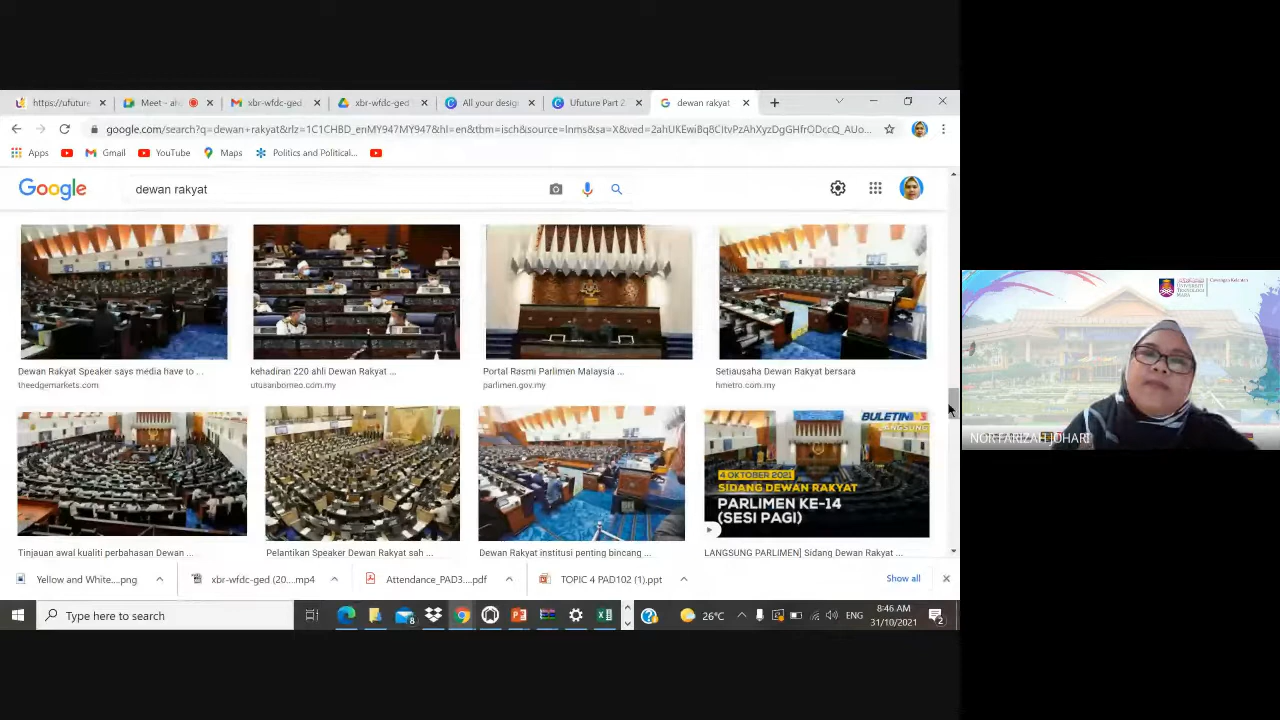 https://ufuture
Meet - 
xbr-wfdc-ged
xbr-wfdc-ged
All your desig
Ufuture Part 2
dewan rakyat
google.com/search?q=dewan+rakyat&rlz=1C1CHBD_enMY947MY947&hl=en&tbm=isch&source=lnms&sa=X&ved=
Apps
Gmail
YouTube
Maps
Politics and Political...
Google
dewan rakyat
Dewan Rakyat Speaker says media have to ...
theedgemarkets.com
kehadiran 220 ahli Dewan Rakyat ...
utusanborneo.com.my
Portal Rasmi Parlimen Malaysia ...
parlimen.gov.my
Setiausaha Dewan Rakyat bersara
hmetro.com.my
LANGSUNG
4 OKTOBER 2021
SIDANG DEWAN RAKYAT
PARLIMEN KE-14
(SESI PAGI)
Tinjauan awal kualiti perbahasan Dewan ...
Pelantikan Speaker Dewan Rakyat sah ...
Dewan Rakyat institusi penting bincang ...
LANGSUNG PARLIMEN] Sidang Dewan Rakyat ...
Yellow and White....png
xbr-wfdc-ged (20....mp4
Attendance_PAD3....pdf
TOPIC 4 PAD102 (1).ppt
Show all
Type here to search
8
26°C
ENG
8:46 AM
31/10/2021
2
UNIVERSITI
TEKNOLOGI
MARA
NOR FARIZAH JOHARI